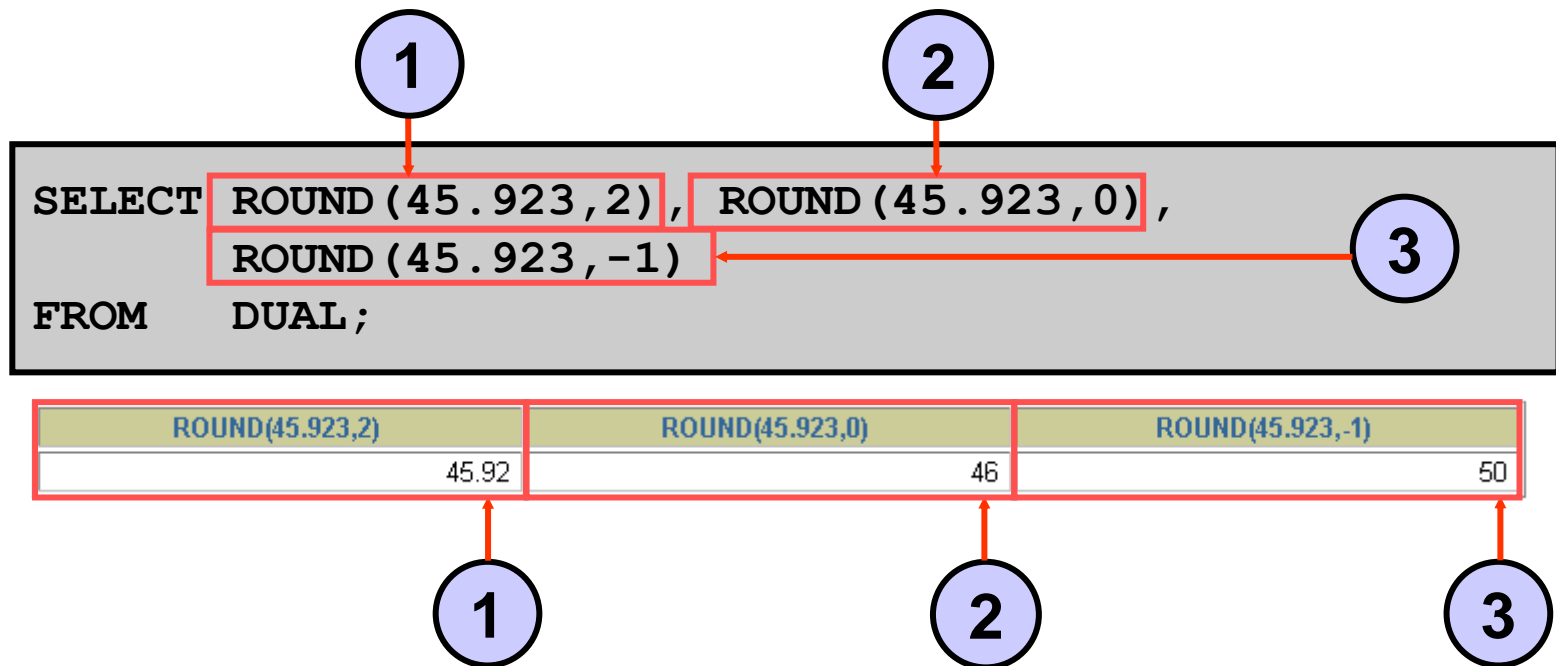 1 2
SELECT ROUND(45.923,2), ROUND(45.923,0),
ROUND(45.923,-1) 3
FROM DUAL;
ROUND(45.923,2) ROUND(45.923,0) ROUND(45.923,-1)
45.92 46 50
1 2 3